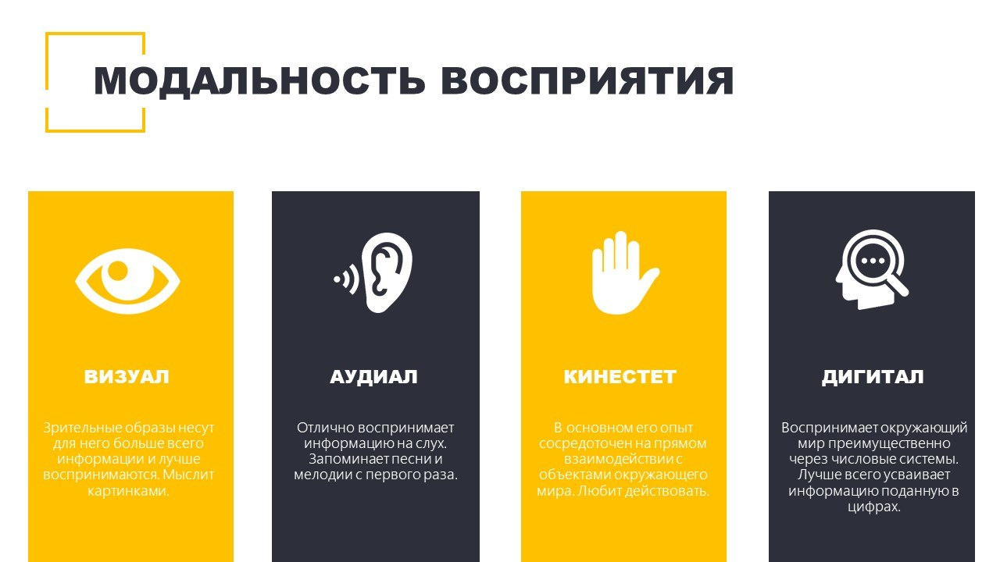 МОДАЛЬНОСТЬ ВОСПРИЯТИЯ
ВИЗУАЛ
Зрительные образы несут
для него больше всего
информации и лучше
воспринимаются. Мыслит
картинками.
АУДИАЛ
Отлично воспринимает
информацию на слух.
Запоминает песни и
мелодии с первого раза.
КИНЕСТЕТ
В основном его опыт
сосредоточен на прямом
взаимодействии с
объектами окружающего
мира. Любит действовать.
ДИГИТАЛ
Воспринимает окружающий
мир преимущественно
через числовые системы.
Лучше всего усваивает
информацию поданную в
цифрах.